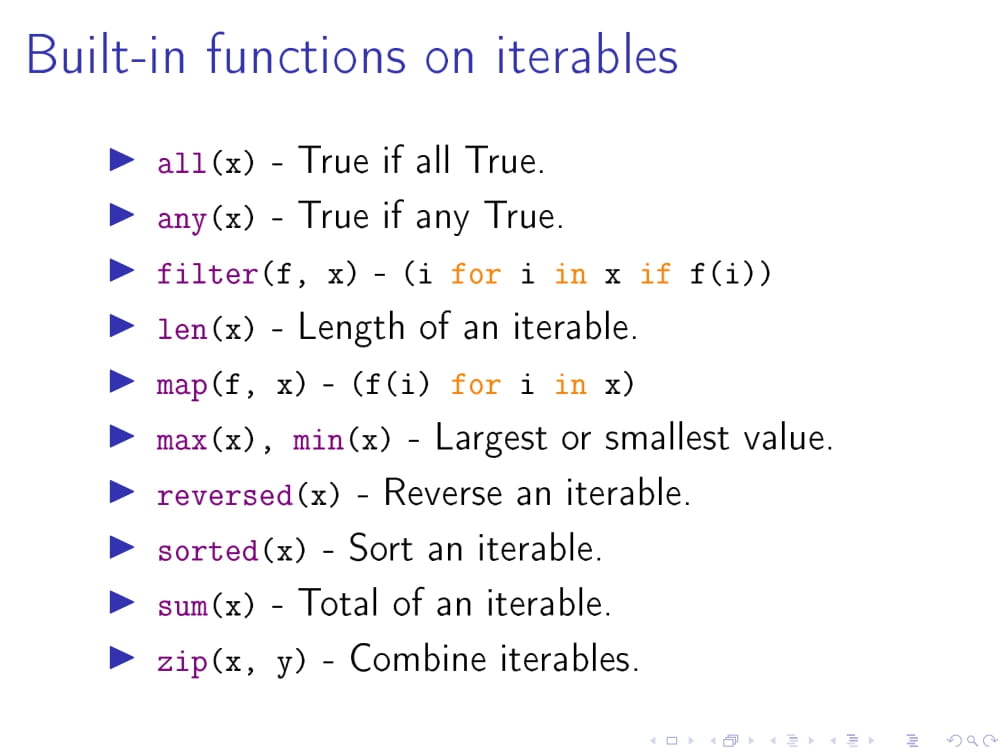 Built-in functions on iterables
all(x) - True if all True.
any(x) - True if any True.
filter(f, x) - (i for i in x if f(i))
len(x) - Length of an iterable.
map(f, x) - (f(i) for i in x)
max(x), min(x) - Largest or smallest value.
reversed(x) - Reverse an iterable.
sorted(x) - Sort an iterable.
sum(x) - Total of an iterable.
zip(x, y) - Combine iterables.